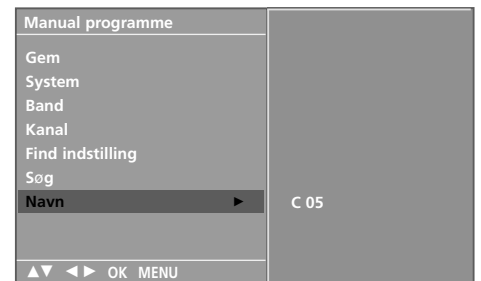 Manual programme
Gem
System
Band
Kanal
Find indstilling
Søg
Navn ► C 05
▲▼ ◄► OK MENU